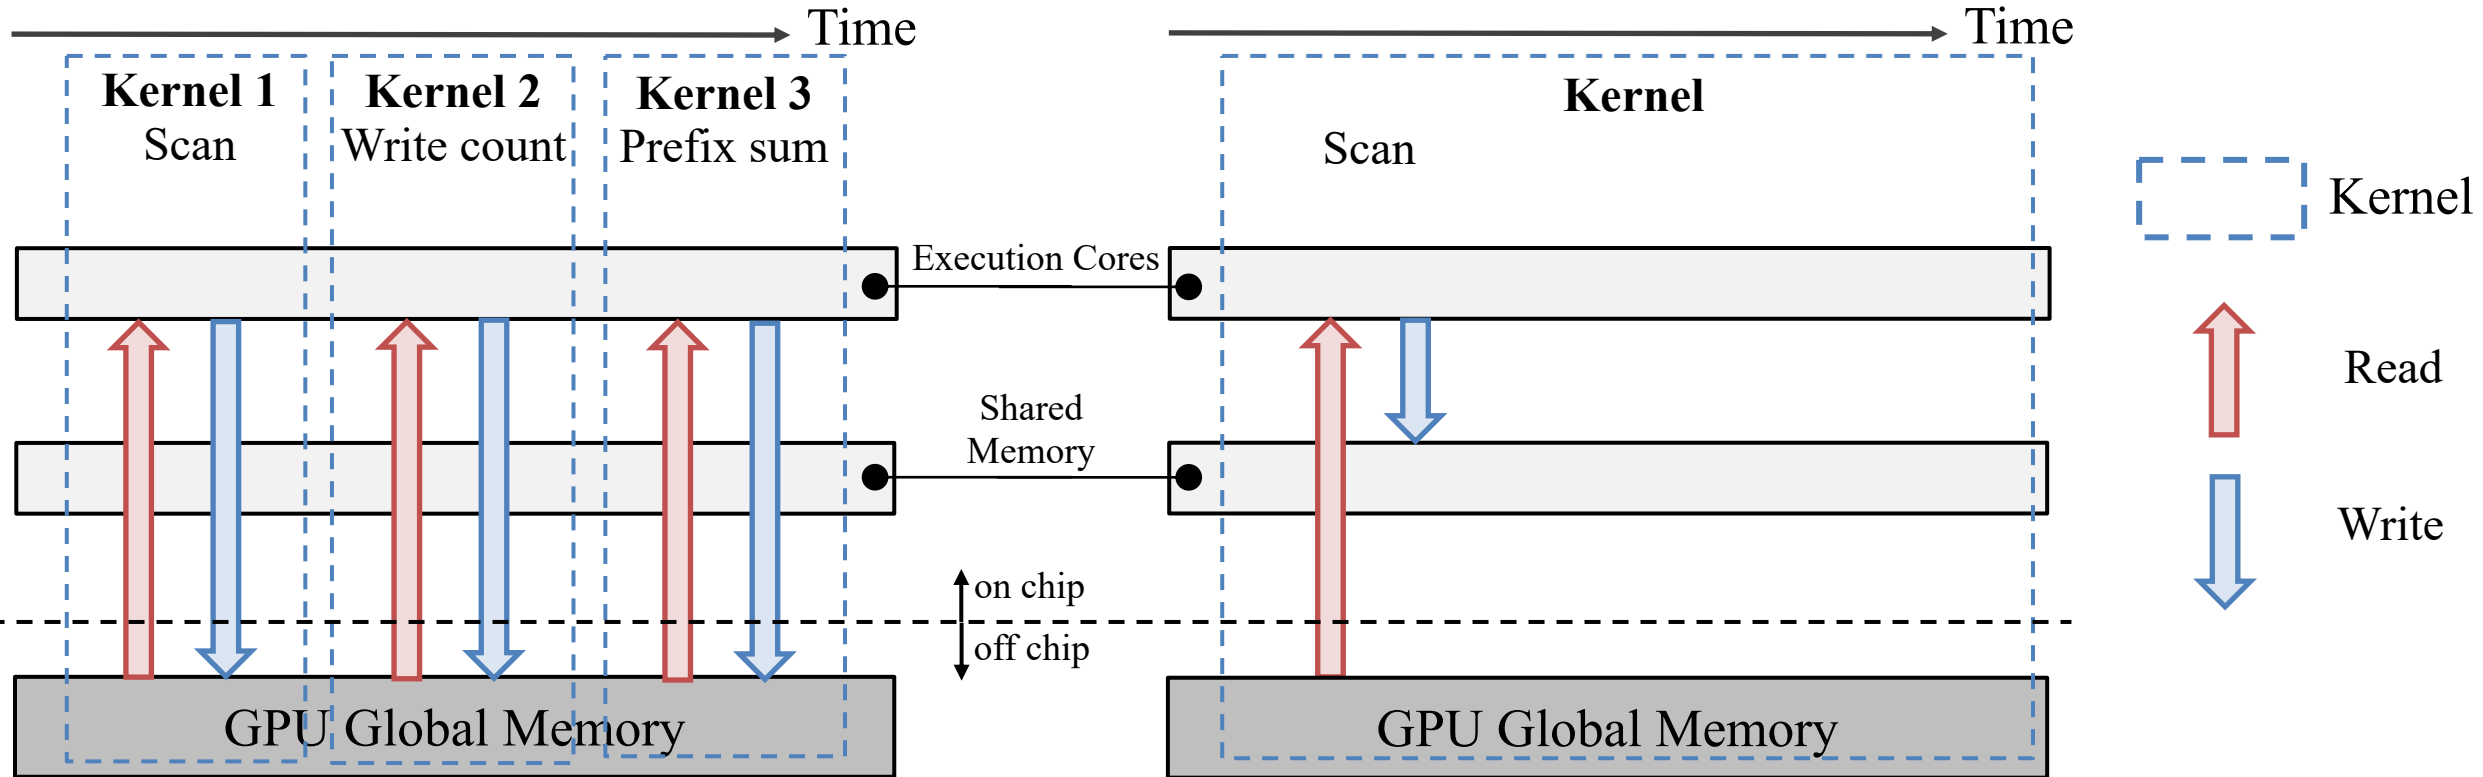 Time
Kernel 1
Scan
Kernel 2
Write count
Kernel 3
Prefix sum
Time
Kernel
Scan
Execution Cores
Shared
Memory
on chip
off chip
GPU Global Memory
GPU Global Memory
Kernel
Read
Write